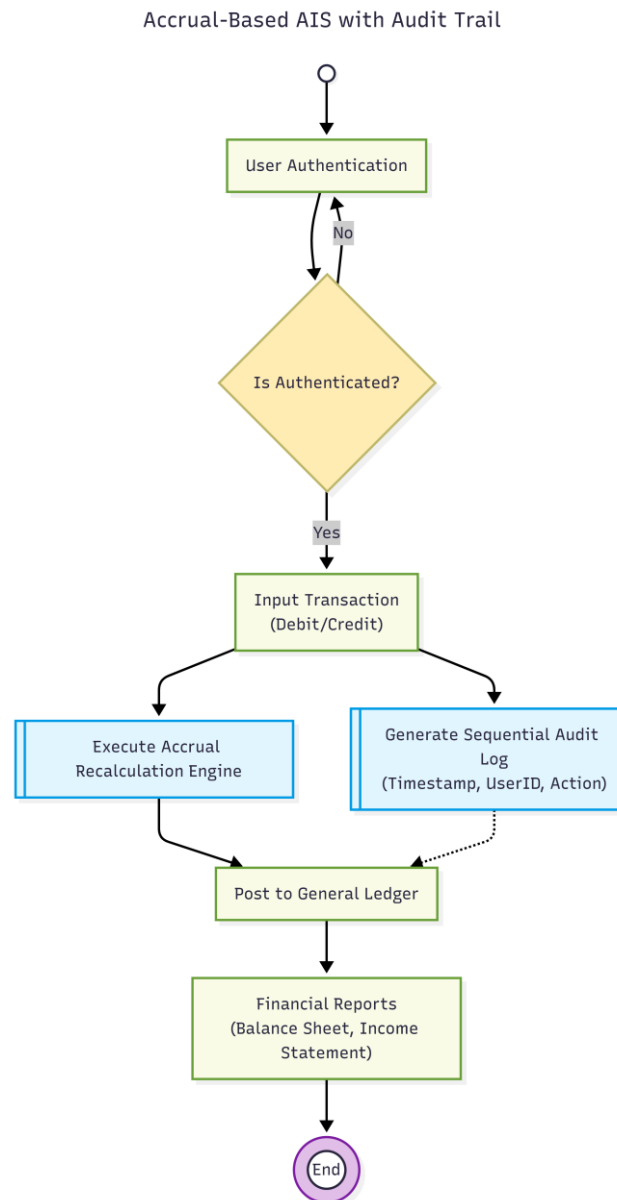 Accrual-Based AIS with Audit Trail
User Authentication
No
Is Authenticated?
Yes
Input Transaction
(Debit/Credit)
Execute Accrual
Recalculation Engine
Generate Sequential Audit
Log
(Timestamp, UserID, Action)
Post to General Ledger
Financial Reports
(Balance Sheet, Income
Statement)
End